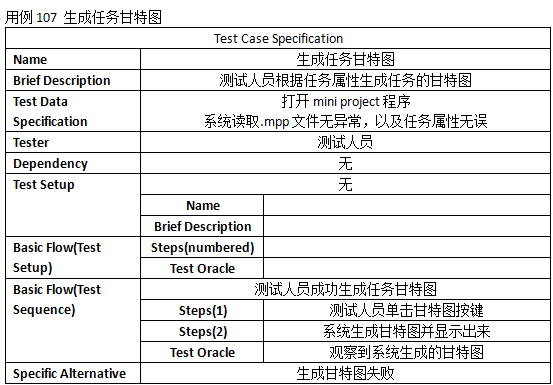 用例 107 生成任务甘特图
Test Case Specification
Name 生成任务甘特图
Brief Description 测试人员根据任务属性生成任务的甘特图
Test Data 打开 mini project 程序
Specification 系统读取.mpp 文件无异常，以及任务属性无误
Tester 测试人员
Dependency 无
Test Setup 无
Name
Brief Description
Basic Flow(Test Steps(numbered)
Setup) Test Oracle
Basic Flow(Test 测试人员成功生成任务甘特图
Sequence) Steps(1) 测试人员单击甘特图按键
Steps(2) 系统生成甘特图并显示出来
Test Oracle 观察到系统生成的甘特图
Specific Alternative 生成甘特图失败